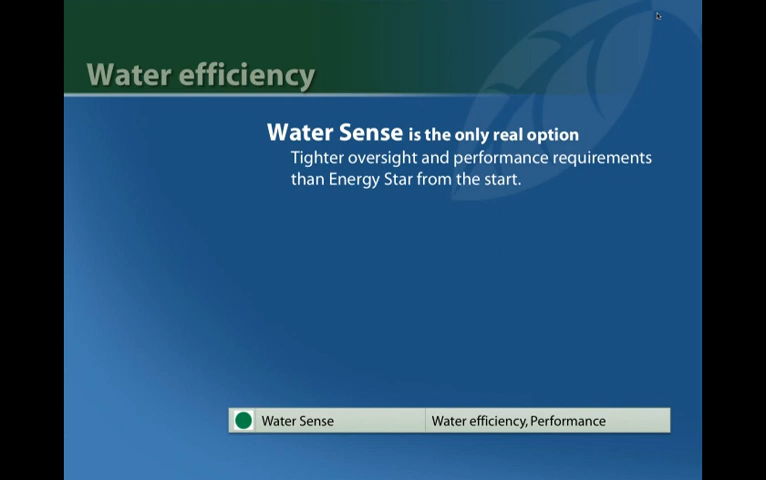 Water efficiency
Water Sense is the only real option
Tighter oversight and performance requirements
than Energy Star from the start.
Water Sense
Water efficiency, Performance